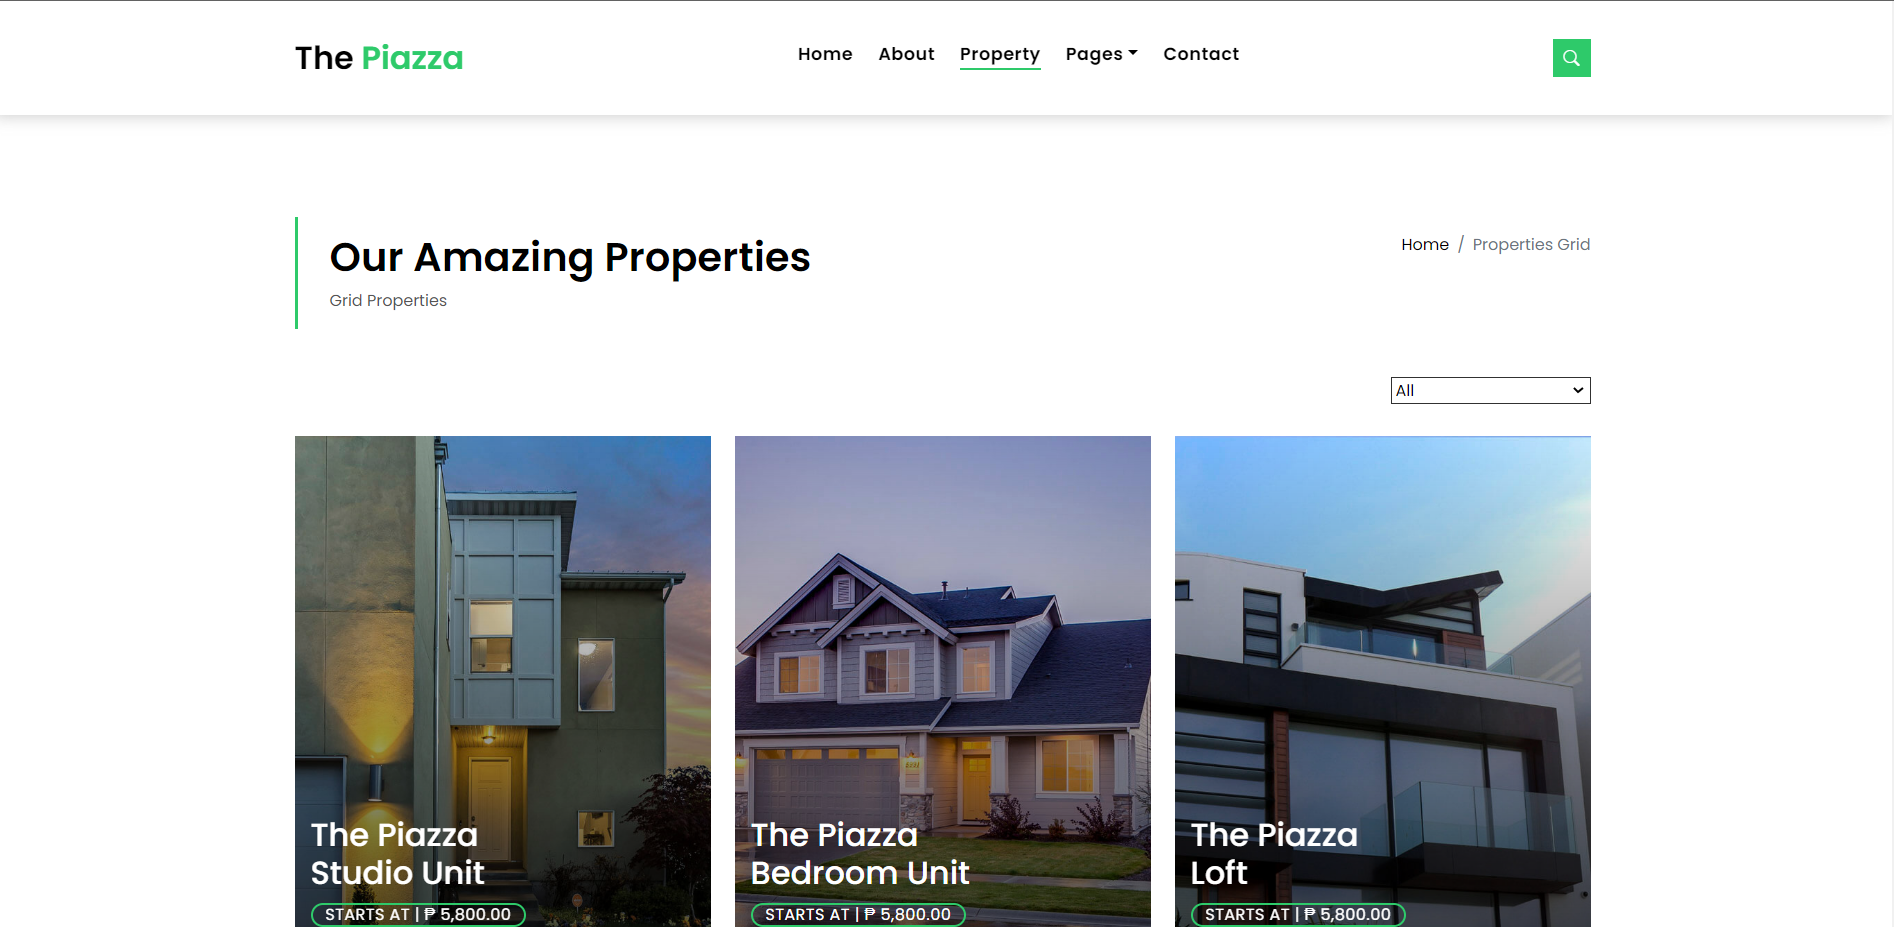 The Piazza
Home About Property Pages Contact
Our Amazing Properties
Home / Properties Grid
Grid Properties
All
The Piazza
Studio Unit
STARTS AT | ₱ 5,800.00
The Piazza
Bedroom Unit
STARTS AT | ₱ 5,800.00
The Piazza
Loft
STARTS AT | ₱ 5,800.00